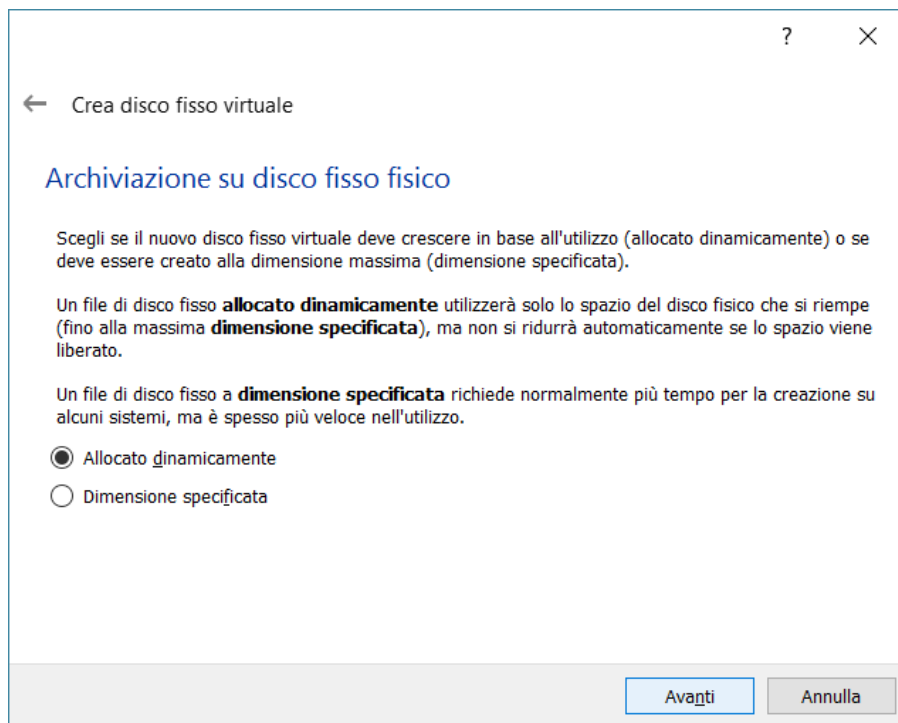 ?
Crea disco fisso virtuale
Archiviazione su disco fisso fisico
Scegli se il nuovo disco fisso virtuale deve crescere in base all'utilizzo (allocato dinamicamente) o se
deve essere creato alla dimensione massima (dimensione specificata).
Un file di disco fisso allocato dinamicamente utilizzerà solo lo spazio del disco fisico che si riempe
(fino alla massima dimensione specificata), ma non si ridurrà automaticamente se lo spazio viene
liberato.
Un file di disco fisso a dimensione specificata richiede normalmente più tempo per la creazione su
alcuni sistemi, ma è spesso più veloce nell'utilizzo.
Allocato dinamicamente
Dimensione specificata
Avanti Annulla